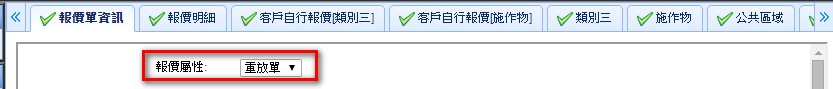 « 報價單資訊 報價明細 客戶自行報價[類別三] 客戶自行報價[施作物] 類別三 施作物 公共區域 »
報價屬性: 重放單 ▼